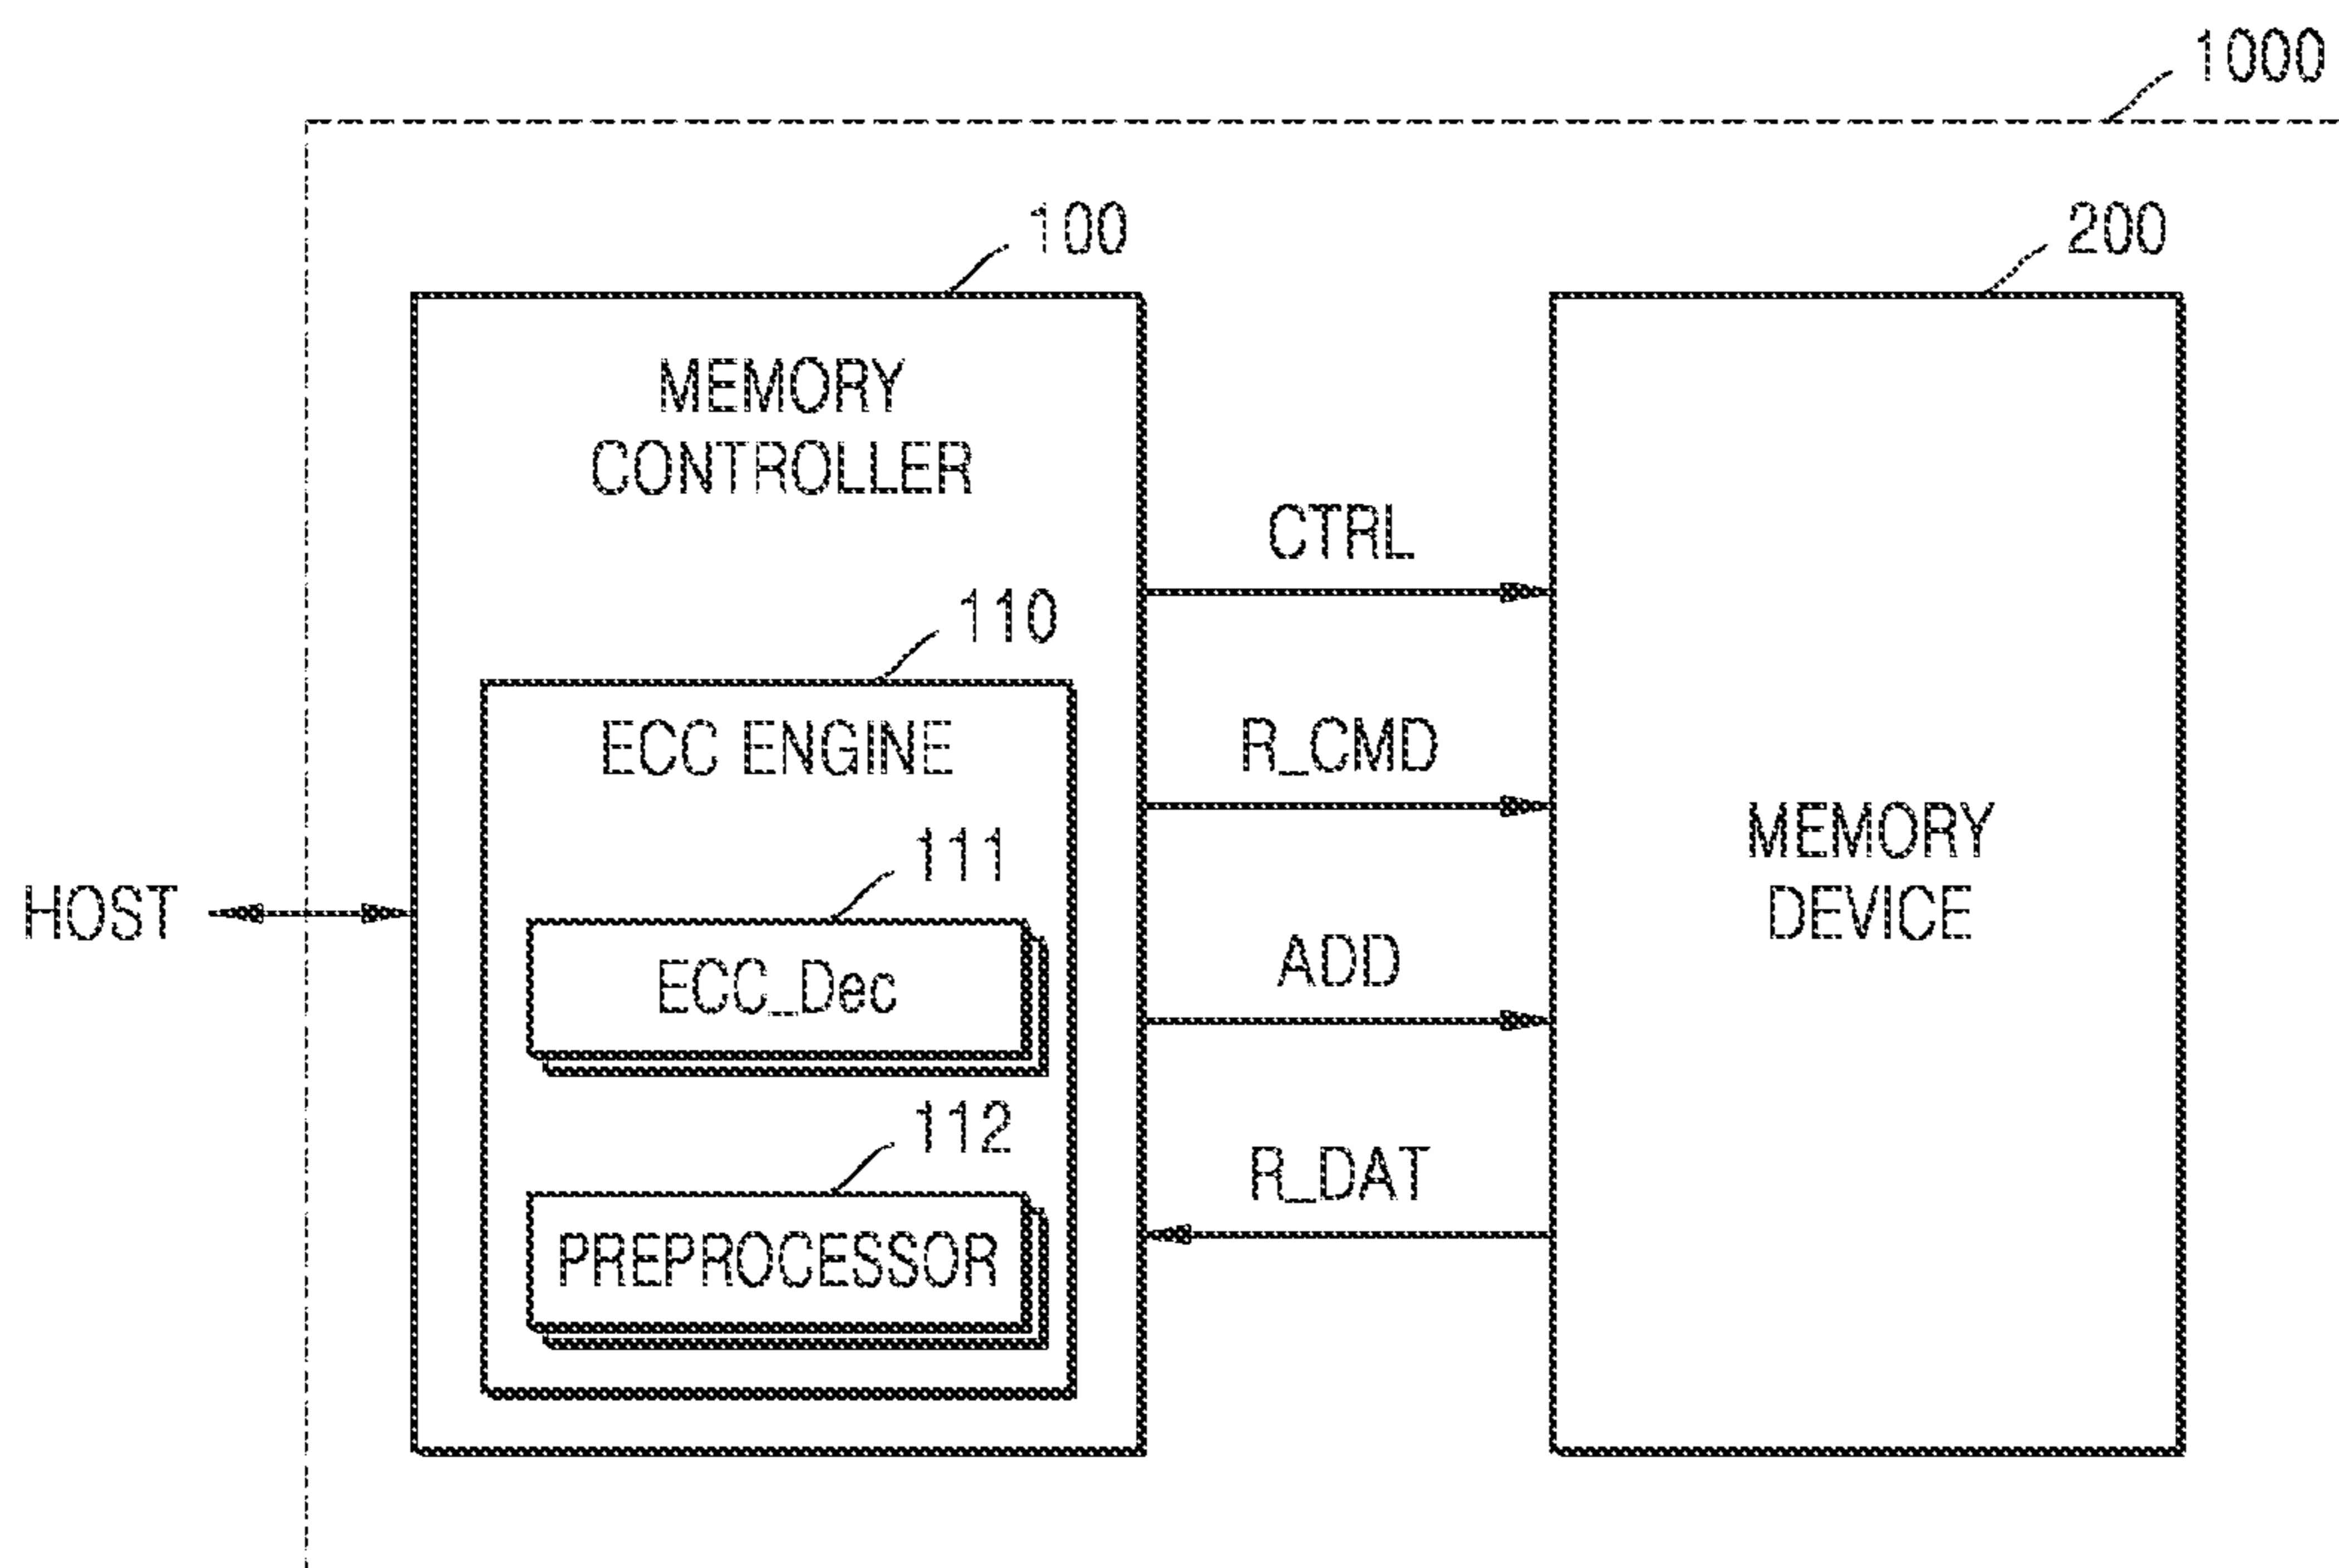 1000
100
200
MEMORY
CONTROLLER
CTRL
110
ECC ENGINE
R_CMD
MEMORY
DEVICE
111
HOST
ECC_Dec
ADD
112
R_DAT
PREPROCESSOR